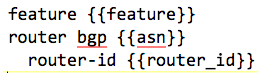 feature {{feature}}
router bgp {{asn}}
  router-id {{router_id}}